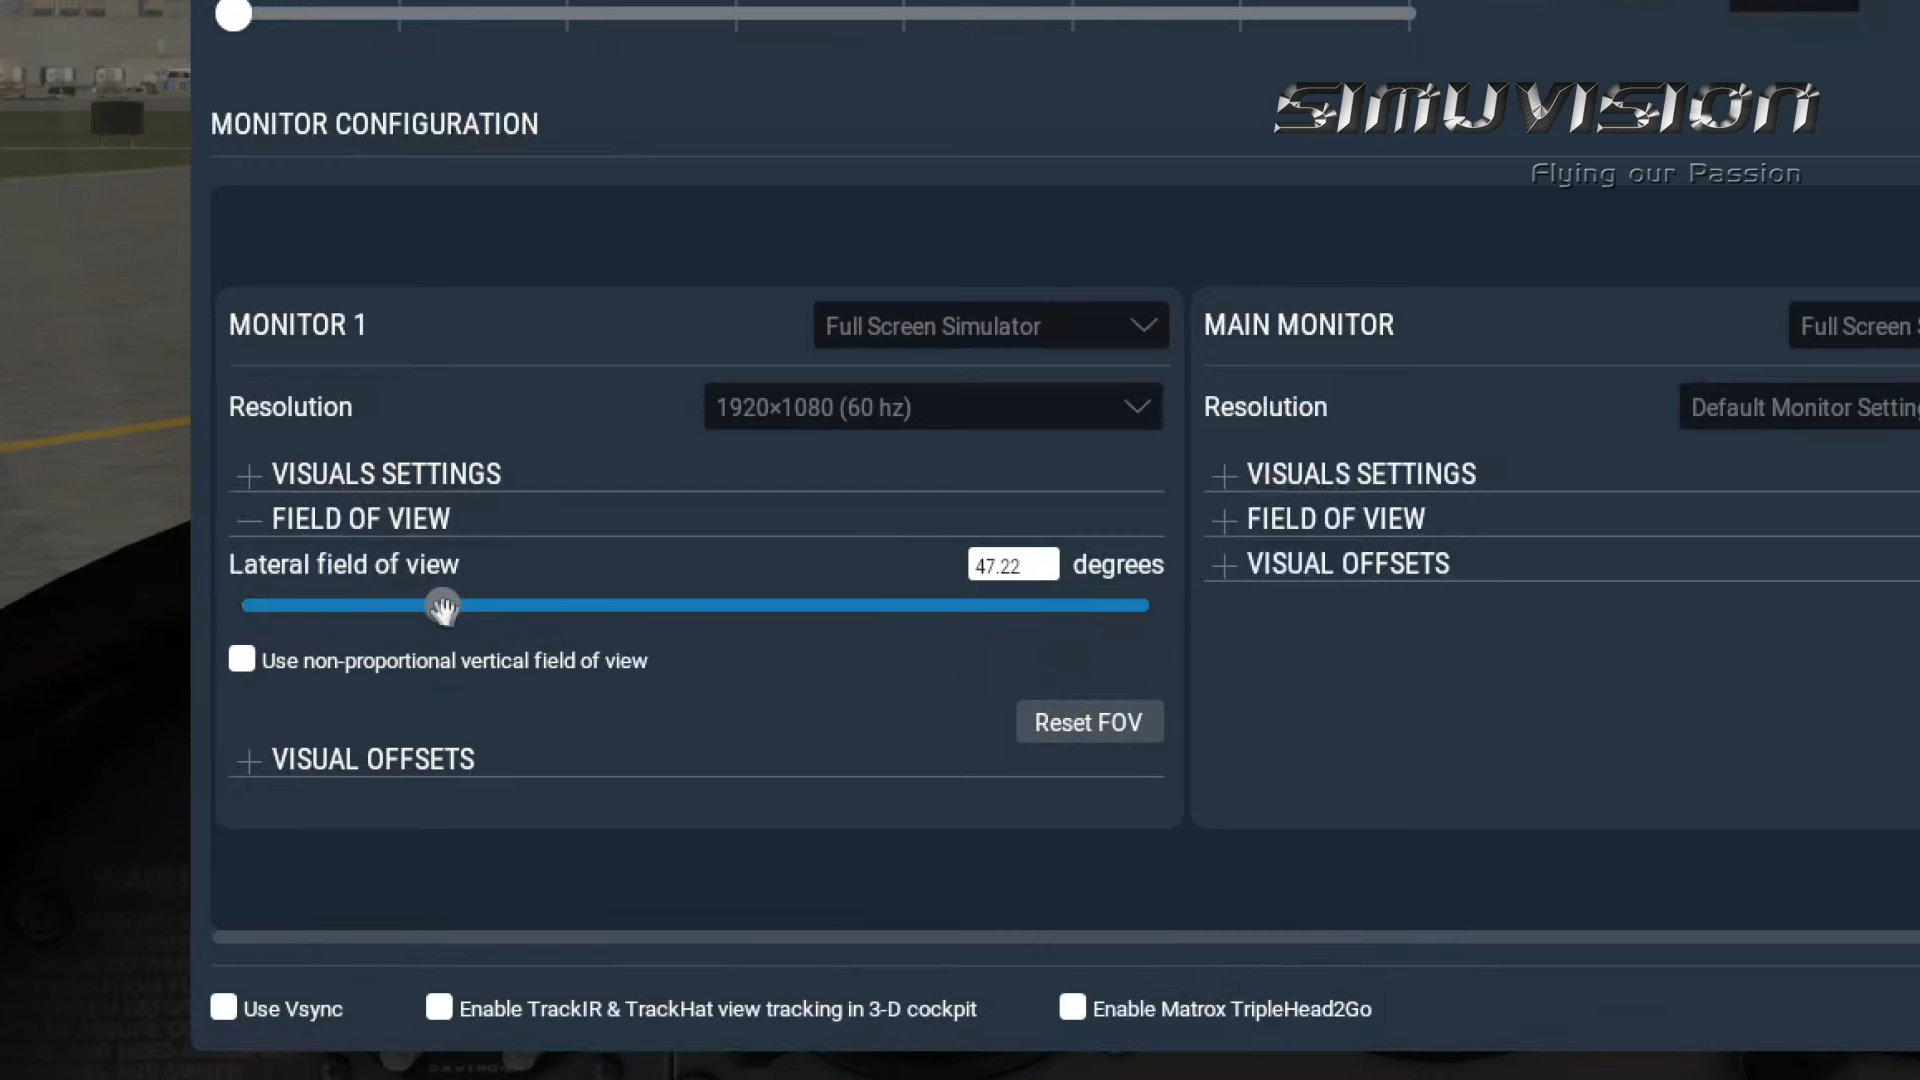 SIMUVISION
Flying our Passion
MONITOR CONFIGURATION
MONITOR 1
Full Screen Simulator
Resolution
1920×1080 (60 hz)
VISUALS SETTINGS
FIELD OF VIEW
Lateral field of view
47.22 degrees
Use non-proportional vertical field of view
Reset FOV
VISUAL OFFSETS
MAIN MONITOR
Full Screen
Resolution
Default Monitor
VISUALS SETTINGS
FIELD OF VIEW
VISUAL OFFSETS
Use Vsync
Enable TrackIR & TrackHat view tracking in 3-D cockpit
Enable Matrox TripleHead2Go